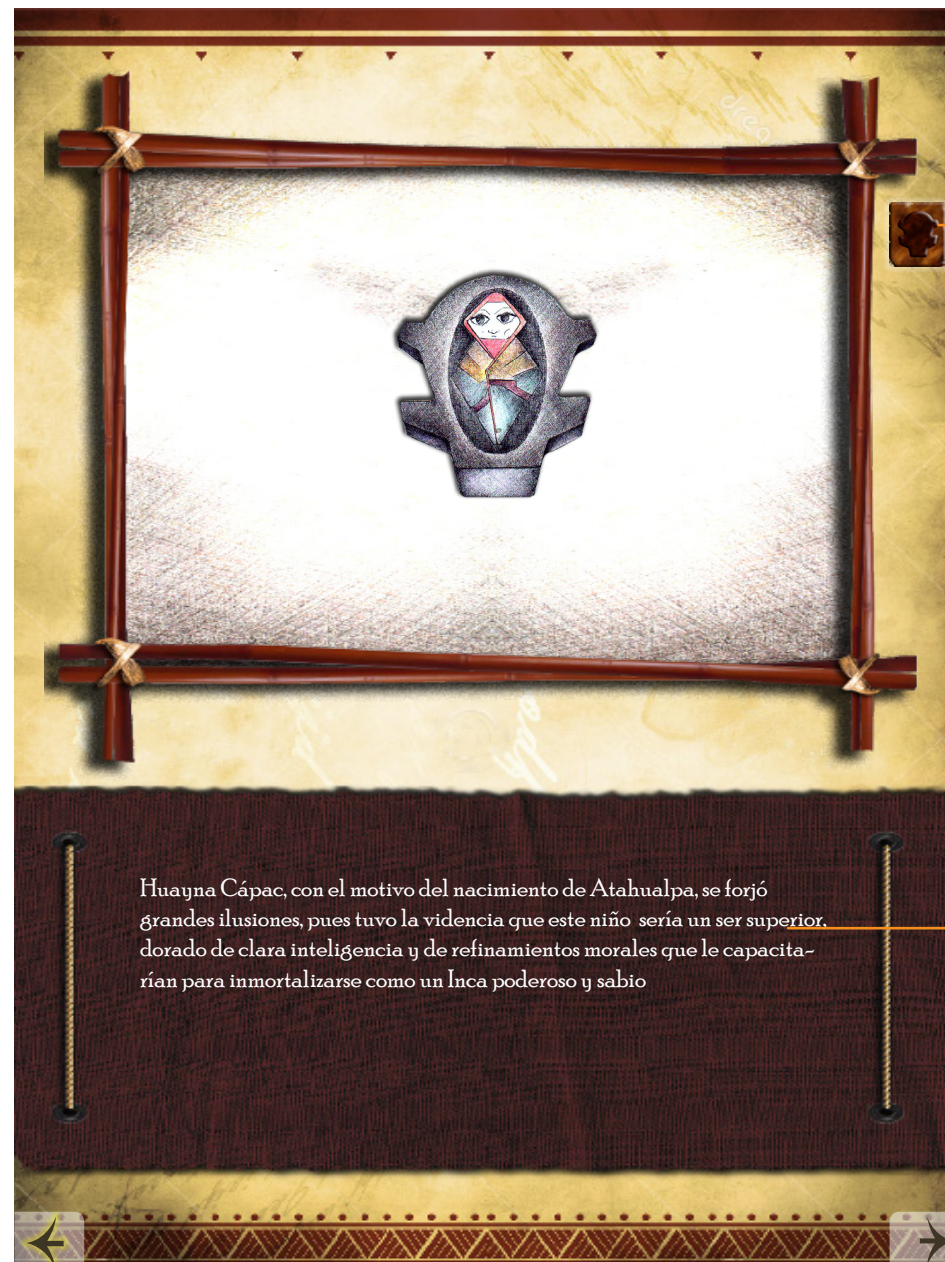 Huayna Cápac, con el motivo del nacimiento de Atahualpa, se forjó
grandes ilusiones, pues tuvo la videncia que este niño sería un ser superior,
dorado de clara inteligencia y de refinamientos morales que le capacita-
rían para inmortalizarse como un Inca poderoso y sabio